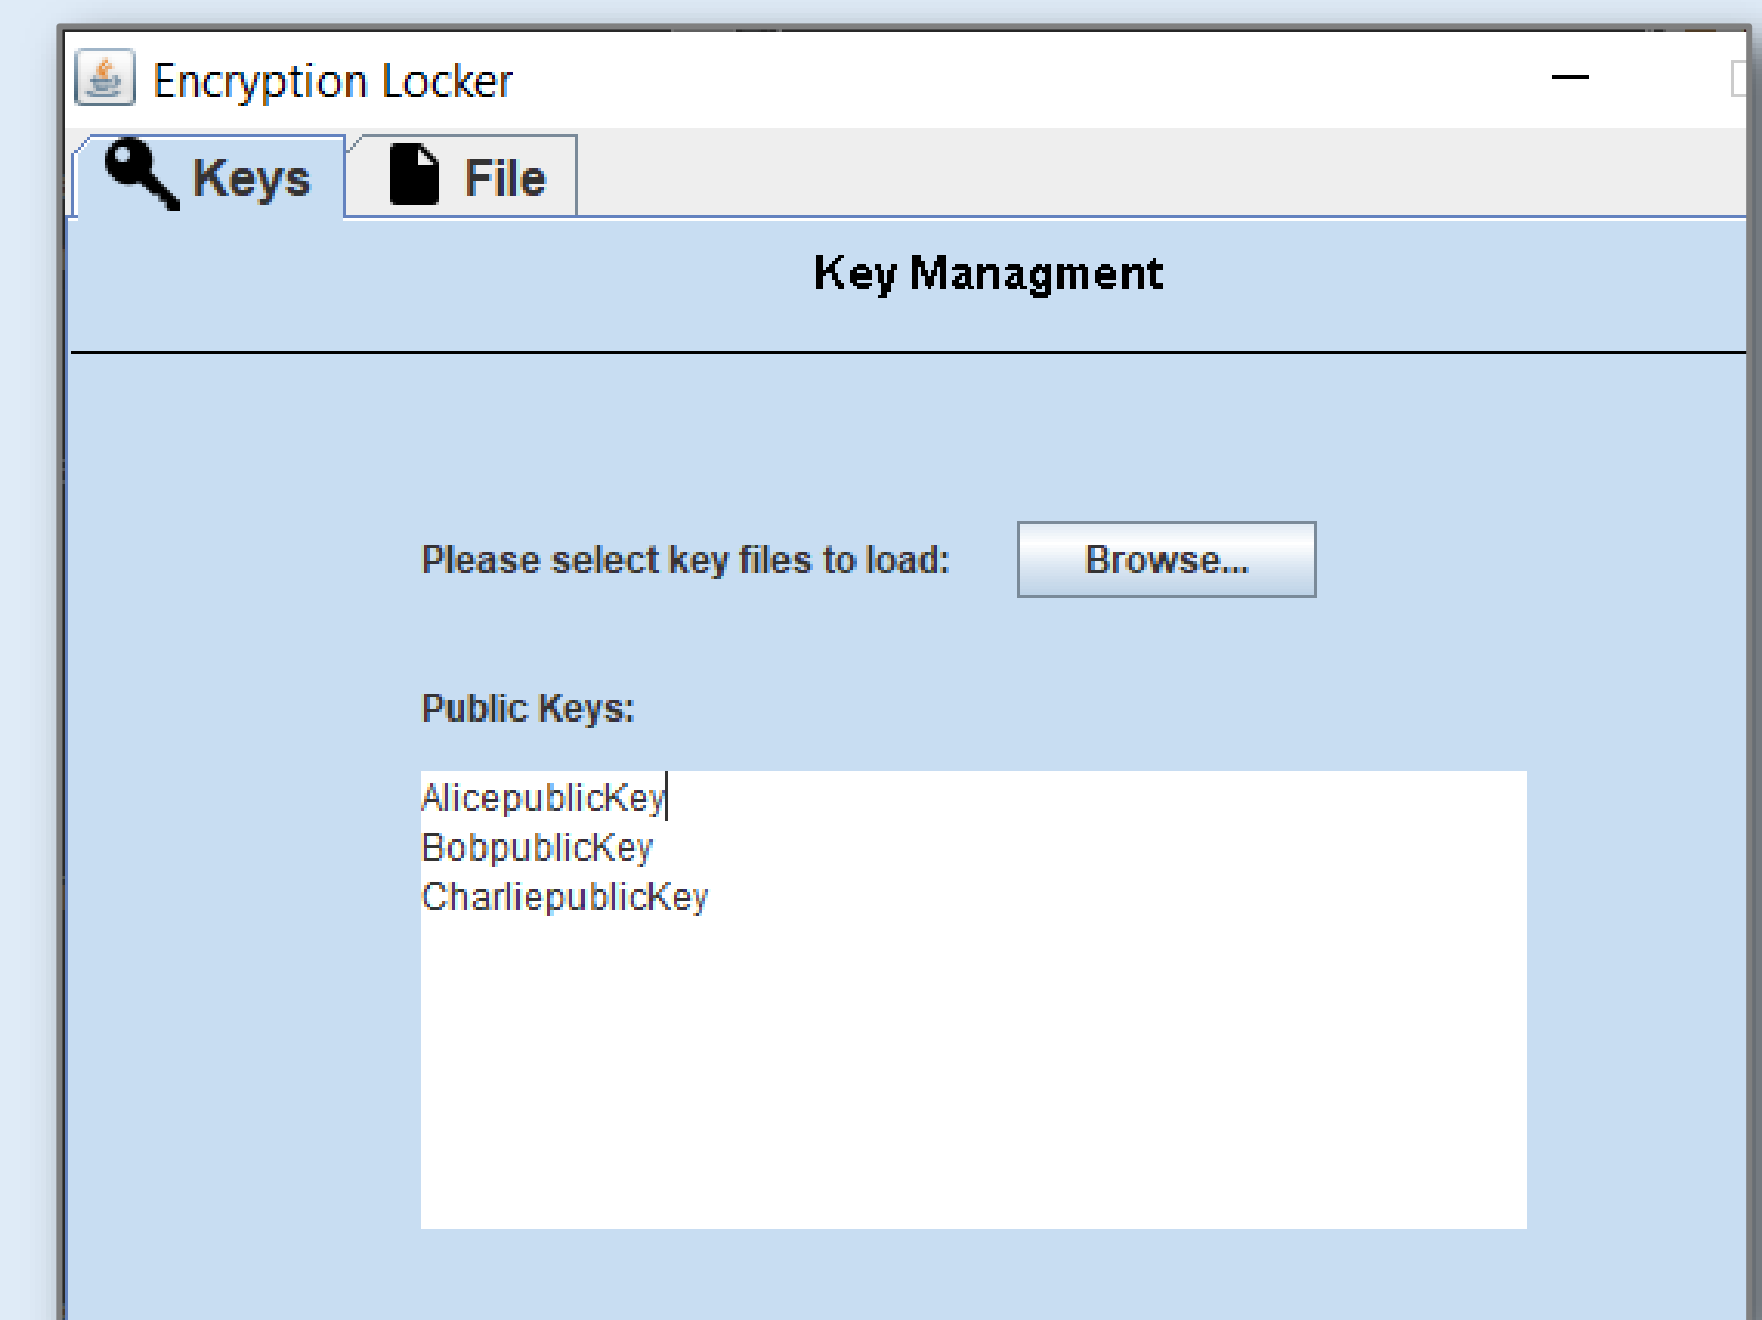 Encryption Locker
Keys File
Key Managment
Please select key files to load: Browse...
Public Keys:
AlicepublicKey
BobpublicKey
CharliepublicKey